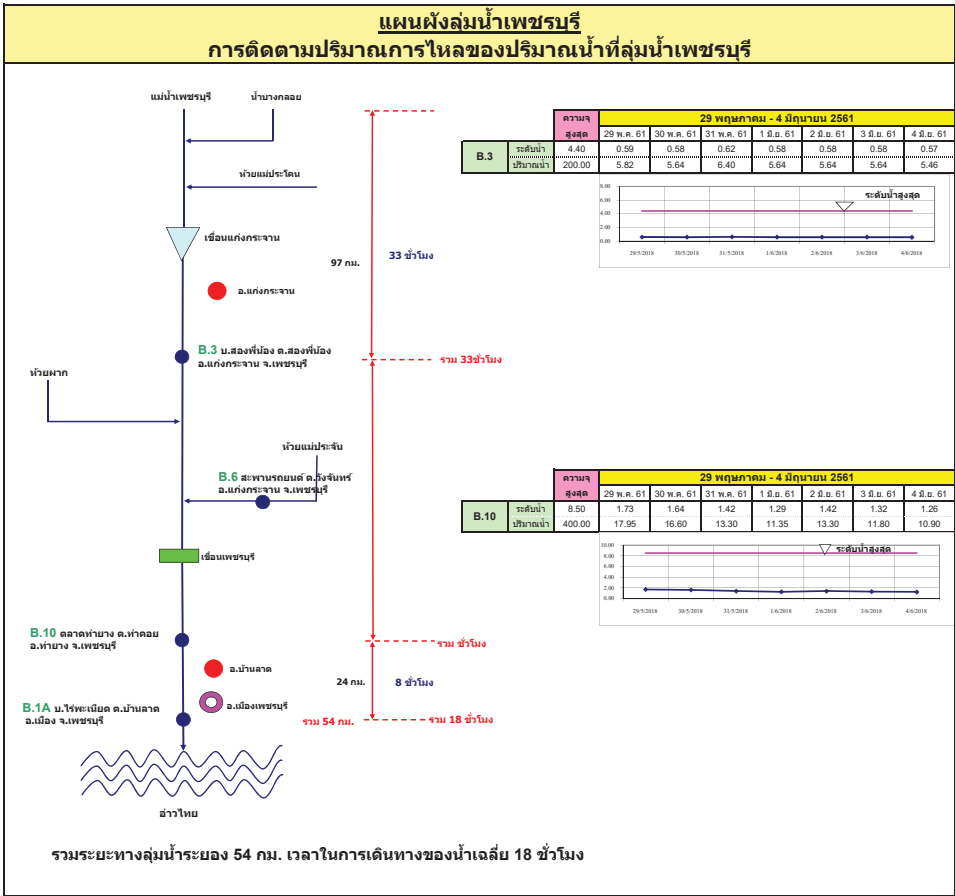 แผนผังลุ่มน้ำเพชรบุรี
การติดตามปริมาณการไหลของปริมาณน้ำที่ลุ่มน้ำเพชรบุรี
แม่น้ำเพชรบุรี น้ำบางกลอย
ห้วยแม่ประโดน
เขื่อนแก่งกระจาน
97 กม. 33 ชั่วโมง
อ.แก่งกระจาน
B.3 บ.สองพี่น้อง ต.สองพี่น้อง
อ.แก่งกระจาน จ.เพชรบุรี
รวม 33ชั่วโมง
ห้วยผาก
ห้วยแม่ประจัน
B.6 สะพานรถยนต์ ต.วังจันทร์
อ.แก่งกระจาน จ.เพชรบุรี
เขื่อนเพชรบุรี
B.10 ตลาดท่ายาง ต.ท่าคอย
อ.ท่ายาง จ.เพชรบุรี
รวม ชั่วโมง
อ.บ้านลาด
24 กม. 8 ชั่วโมง
อ.เมืองเพชรบุรี
B.1A บ.ไร่พะเนียด ต.บ้านลาด
อ.เมือง จ.เพชรบุรี
รวม 54 กม. รวม 18 ชั่วโมง
อ่าวไทย
รวมระยะทางลุ่มน้ำระยอง 54 กม. เวลาในการเดินทางของน้ำเฉลี่ย 18 ชั่วโมง
ความจุ 29 พฤษภาคม - 4 มิถุนายน 2561
สูงสุด 29 พ.ค. 61 30 พ.ค. 61 31 พ.ค. 61 1 มิ.ย. 61 2 มิ.ย. 61 3 มิ.ย. 61 4 มิ.ย. 61
B.3 ระดับน้ำ 4.40 0.59 0.58 0.62 0.58 0.58 0.58 0.57
ปริมาณน้ำ 200.00 5.82 5.64 6.40 5.64 5.64 5.64 5.46
ระดับน้ำสูงสุด
8.00
6.00
4.00
2.00
0.00
29/5/2018 30/5/2018 31/5/2018 1/6/2018 2/6/2018 3/6/2018 4/6/2018
ความจุ 29 พฤษภาคม - 4 มิถุนายน 2561
สูงสุด 29 พ.ค. 61 30 พ.ค. 61 31 พ.ค. 61 1 มิ.ย. 61 2 มิ.ย. 61 3 มิ.ย. 61 4 มิ.ย. 61
B.10 ระดับน้ำ 8.50 1.73 1.64 1.42 1.29 1.42 1.32 1.26
ปริมาณน้ำ 400.00 17.95 16.60 13.30 11.35 13.30 11.80 10.90
ระดับน้ำสูงสุด
10.00
8.00
6.00
4.00
2.00
0.00
29/5/2018 30/5/2018 31/5/2018 1/6/2018 2/6/2018 3/6/2018 4/6/2018